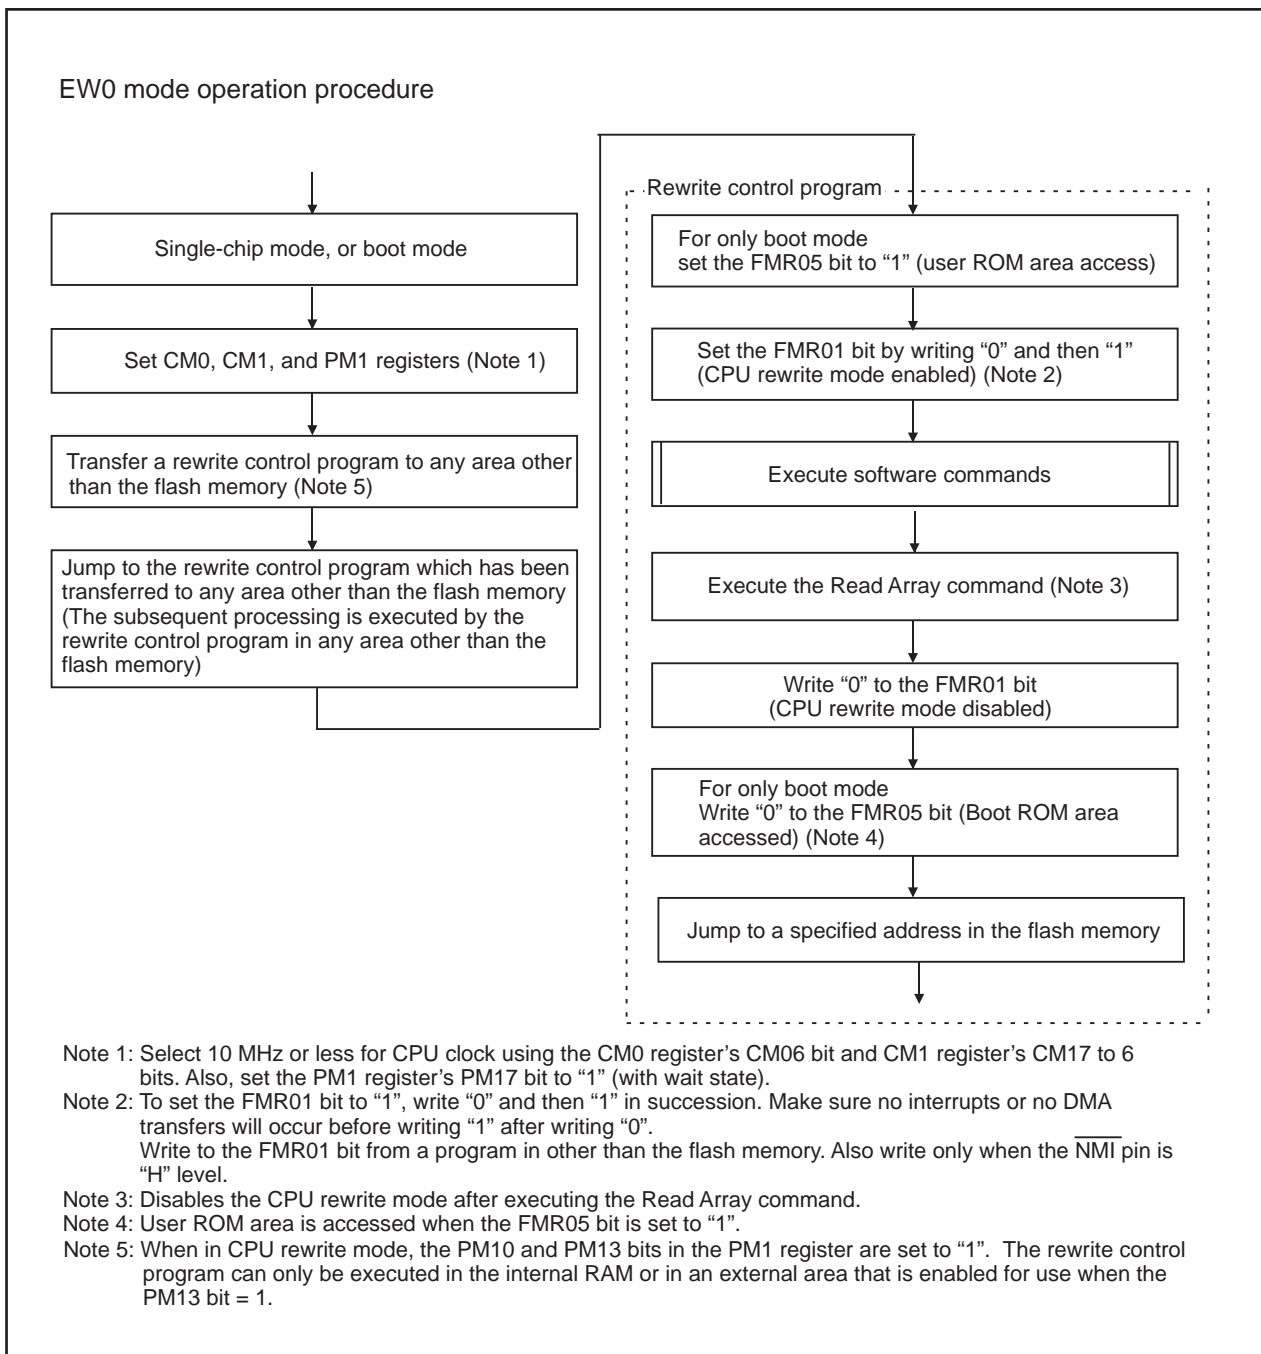 EW0 mode operation procedure
Single-chip mode, or boot mode
Set CM0, CM1, and PM1 registers (Note 1)
Transfer a rewrite control program to any area other
than the flash memory (Note 5)
Jump to the rewrite control program which has been
transferred to any area other than the flash memory
(The subsequent processing is executed by the
rewrite control program in any area other than the
flash memory)
Rewrite control program
For only boot mode
set the FMR05 bit to “1” (user ROM area access)
Set the FMR01 bit by writing “0” and then “1”
(CPU rewrite mode enabled) (Note 2)
Execute software commands
Execute the Read Array command (Note 3)
Write “0” to the FMR01 bit
(CPU rewrite mode disabled)
For only boot mode
Write “0” to the FMR05 bit (Boot ROM area
accessed) (Note 4)
Jump to a specified address in the flash memory
Note 1: Select 10 MHz or less for CPU clock using the CM0 register’s CM06 bit and CM1 register’s CM17 to 6
bits. Also, set the PM1 register’s PM17 bit to “1” (with wait state).
Note 2: To set the FMR01 bit to “1”, write “0” and then “1” in succession. Make sure no interrupts or no DMA
transfers will occur before writing “1” after writing “0”.
Write to the FMR01 bit from a program in other than the flash memory. Also write only when the NMI pin is
“H” level.
Note 3: Disables the CPU rewrite mode after executing the Read Array command.
Note 4: User ROM area is accessed when the FMR05 bit is set to “1”.
Note 5: When in CPU rewrite mode, the PM10 and PM13 bits in the PM1 register are set to “1”. The rewrite control
program can only be executed in the internal RAM or in an external area that is enabled for use when the
PM13 bit = 1.